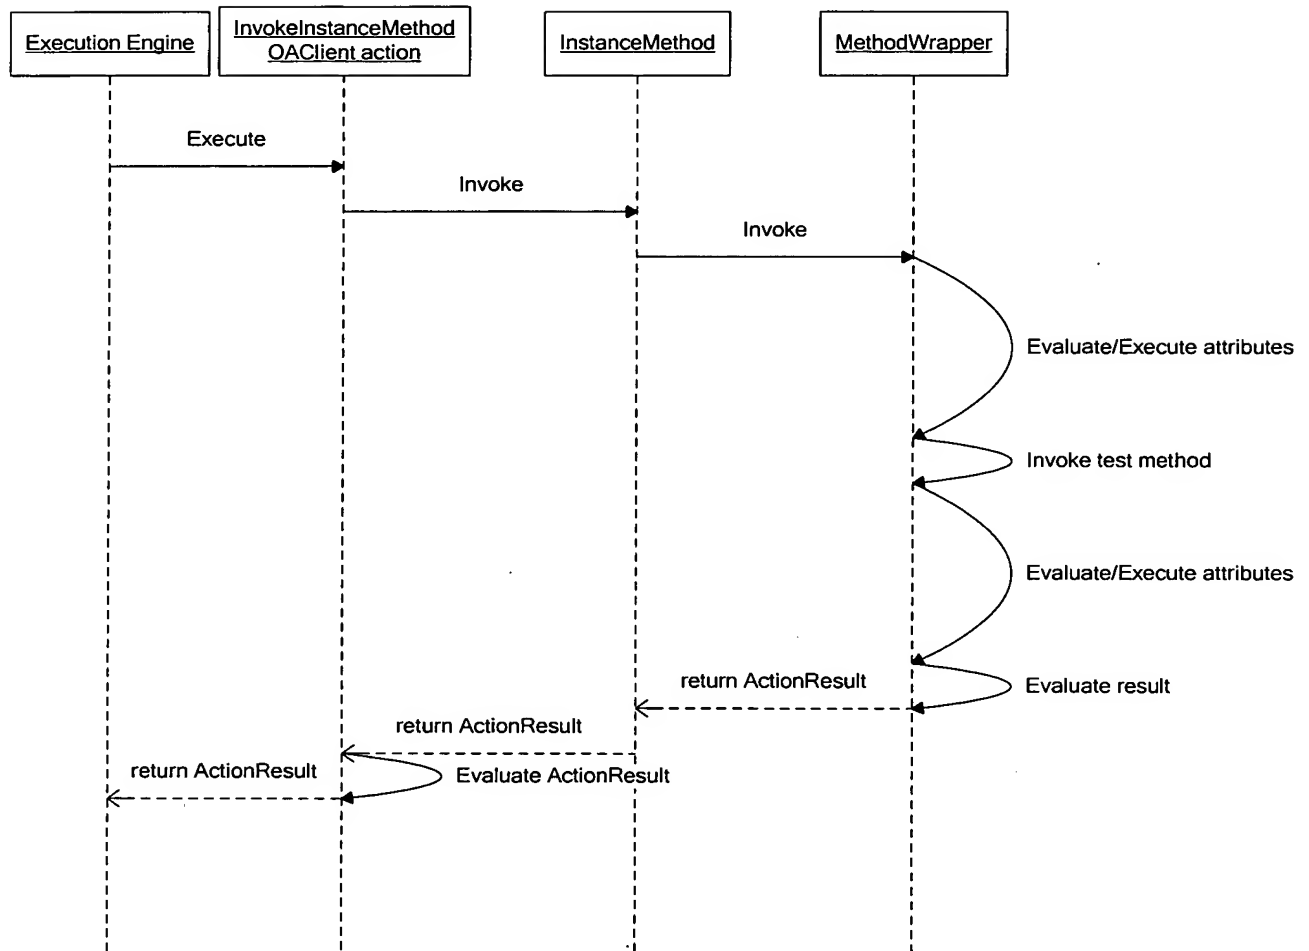 Execution Engine
InvokeInstanceMethod
OAClient action
InstanceMethod
MethodWrapper
Execute
Invoke
Invoke
Evaluate/Execute attributes
Invoke test method
Evaluate/Execute attributes
return ActionResult
Evaluate result
return ActionResult
return ActionResult
Evaluate ActionResult